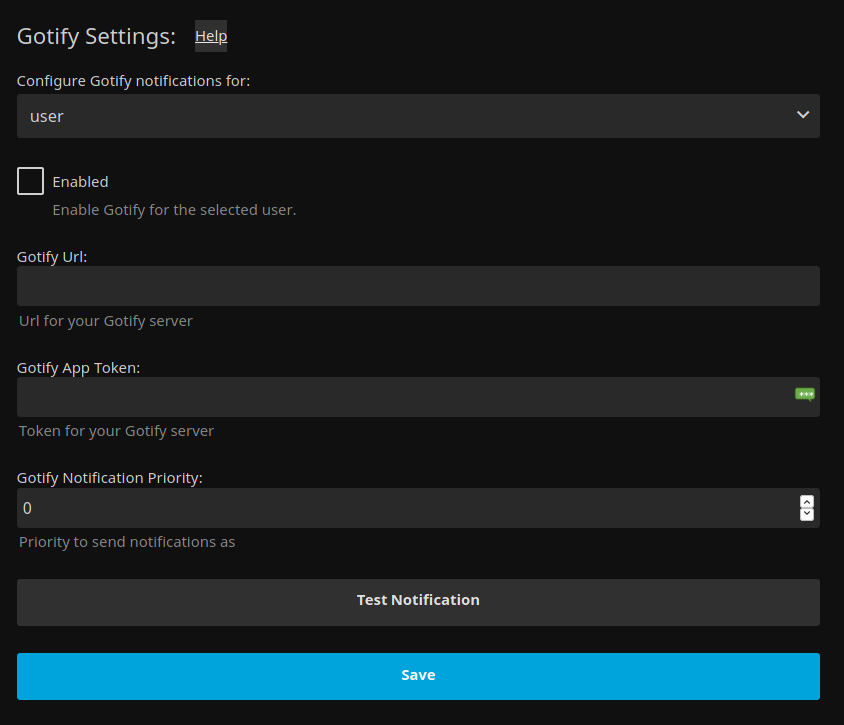 Gotify Settings: Help
Configure Gotify notifications for:
user
Enabled
Enable Gotify for the selected user.
Gotify Url:
Url for your Gotify server
Gotify App Token:
***
Token for your Gotify server
Gotify Notification Priority:
0
Priority to send notifications as
Test Notification
Save